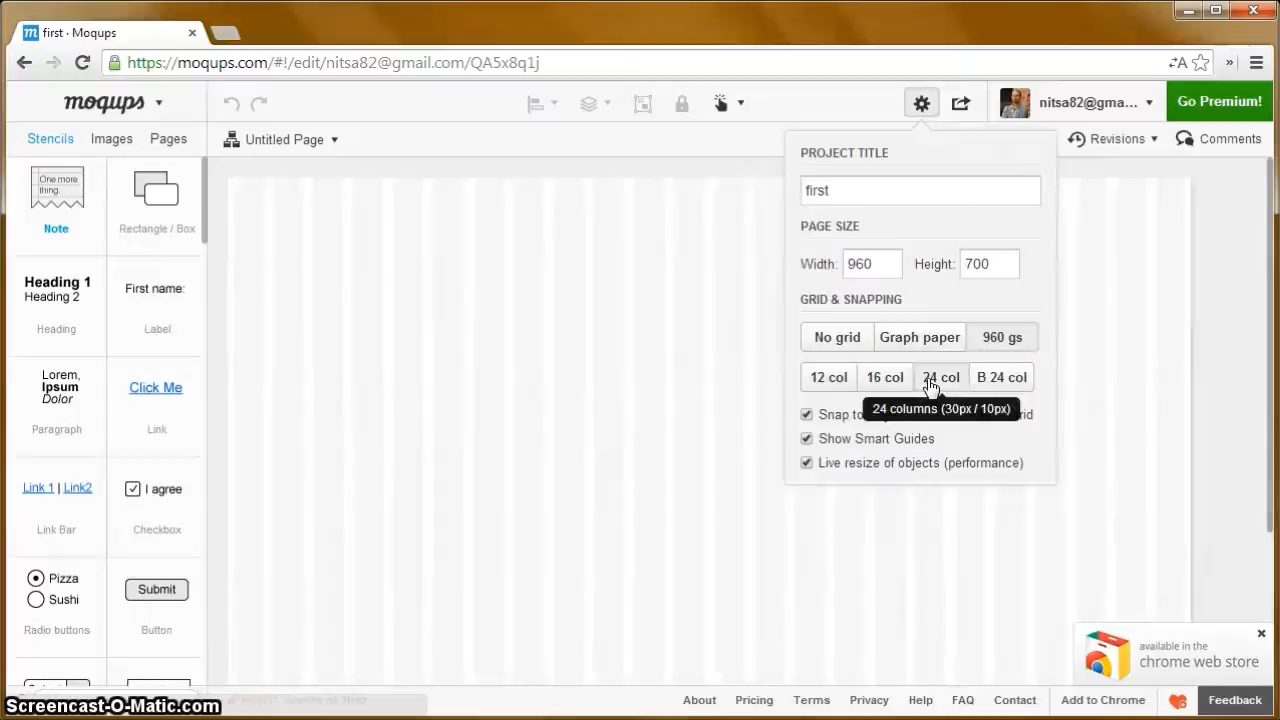 first · Moqups
https://moqups.com/#!/edit/nitsa82@gmail.com/QA5x8q1j
moqups
nitsa82@gma...
Go Premium!
Stencils
Images
Pages
Untitled Page
Revisions
Comments
One more thing.
Note
Rectangle / Box
Heading 1
Heading 2
Heading
First name:
Label
Lorem,
Ipsum
Dolor
Paragraph
Click Me
Link
Link 1 | Link2
Link Bar
I agree
Checkbox
Pizza
Sushi
Radio buttons
Submit
Button
PROJECT TITLE
first
PAGE SIZE
Width: 960 Height: 700
GRID & SNAPPING
No grid Graph paper 960 gs
12 col 16 col 24 col B 24 col
24 columns (30px / 10px)
Snap to
Show Smart Guides
Live resize of objects (performance)
available in the
chrome web store
About Pricing Terms Privacy Help FAQ Contact Add to Chrome Feedback
Screencast-O-Matic.com